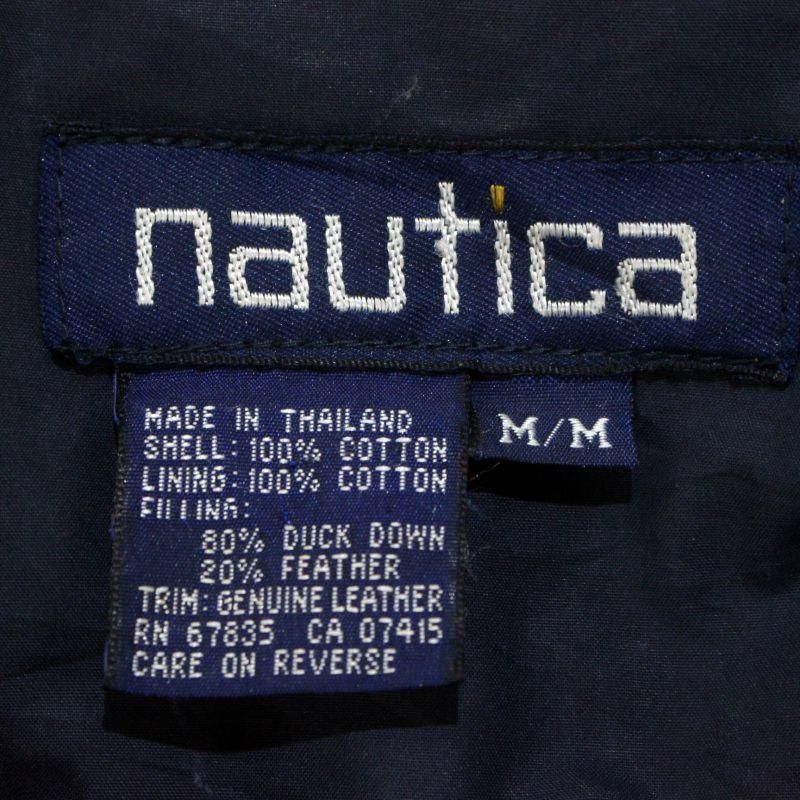 nautica
M/M
MADE IN THAILAND
SHELL: 100% COTTON
LINING: 100% COTTON
FILLING:
80% DUCK DOWN
20% FEATHER
TRIM: GENUINE LEATHER
RN 67835 CA 07415
CARE ON REVERSE